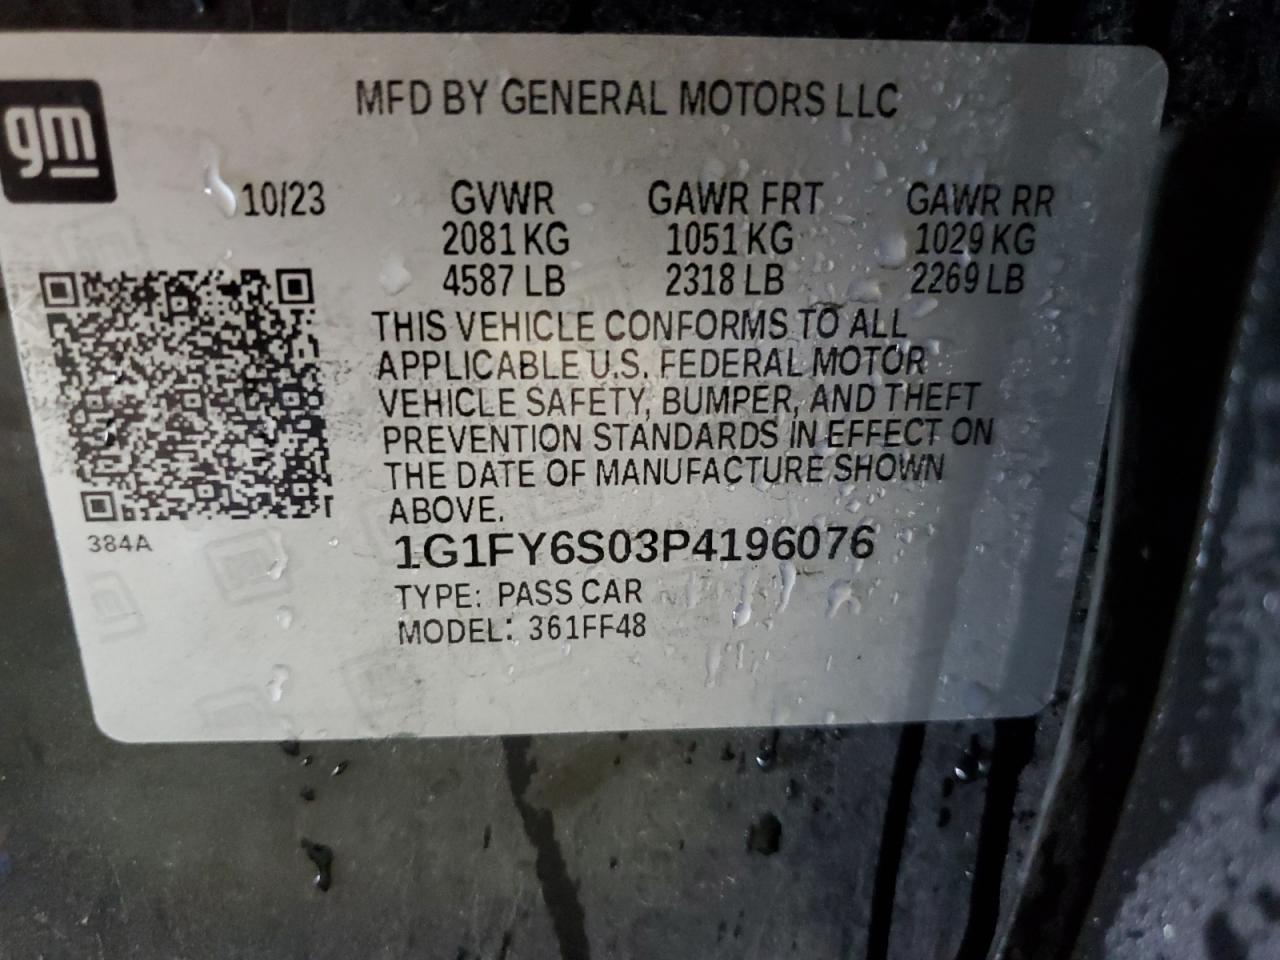 gm
MFD BY GENERAL MOTORS LLC
10/23 GVWR GAWR FRT GAWR RR
2081 KG 1051 KG 1029 KG
4587 LB 2318 LB 2269 LB
THIS VEHICLE CONFORMS TO ALL
APPLICABLE U.S. FEDERAL MOTOR
VEHICLE SAFETY, BUMPER, AND THEFT
PREVENTION STANDARDS IN EFFECT ON
THE DATE OF MANUFACTURE SHOWN
ABOVE.
384A
1G1FY6S03P4196076
TYPE: PASS CAR
MODEL: 361FF48